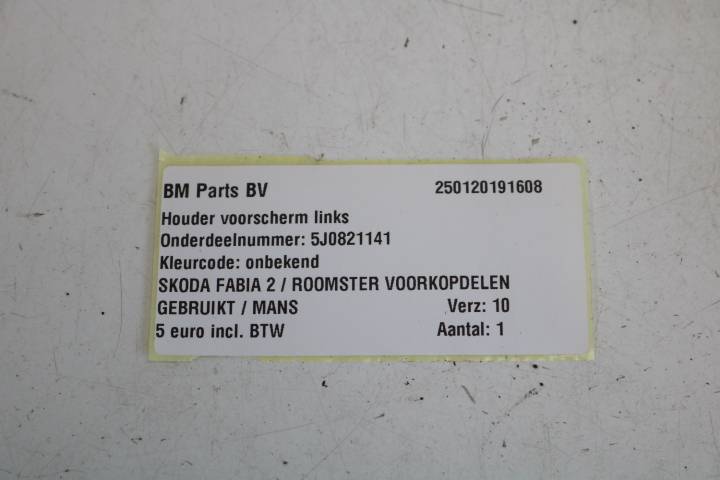 BM Parts BV 250120191608
Houder voorscherm links
Onderdeelnummer: 5J0821141
Kleurcode: onbekend
SKODA FABIA 2 / ROOMSTER VOORKOPDELEN
GEBRUIKT / MANS Verz: 10
5 euro incl. BTW Aantal: 1